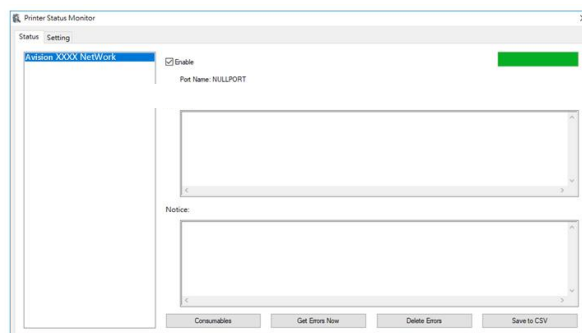 Printer Status Monitor
Status Setting
Avision XXXX NetWork
Enable
Port Name: NULLPORT
Notice:
Consumables Get Errors Now Delete Errors Save to CSV